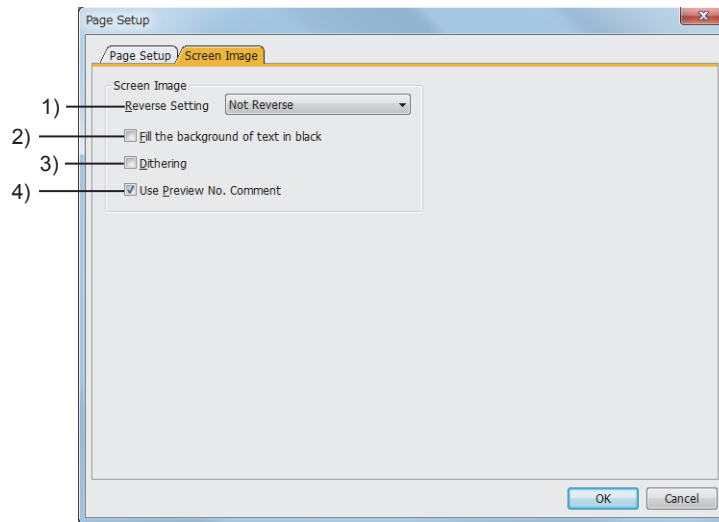 Page Setup
Page Setup Screen Image
Screen Image
1) Reverse Setting Not Reverse
2) Fill the background of text in black
3) Dithering
4) Use Preview No. Comment
OK Cancel